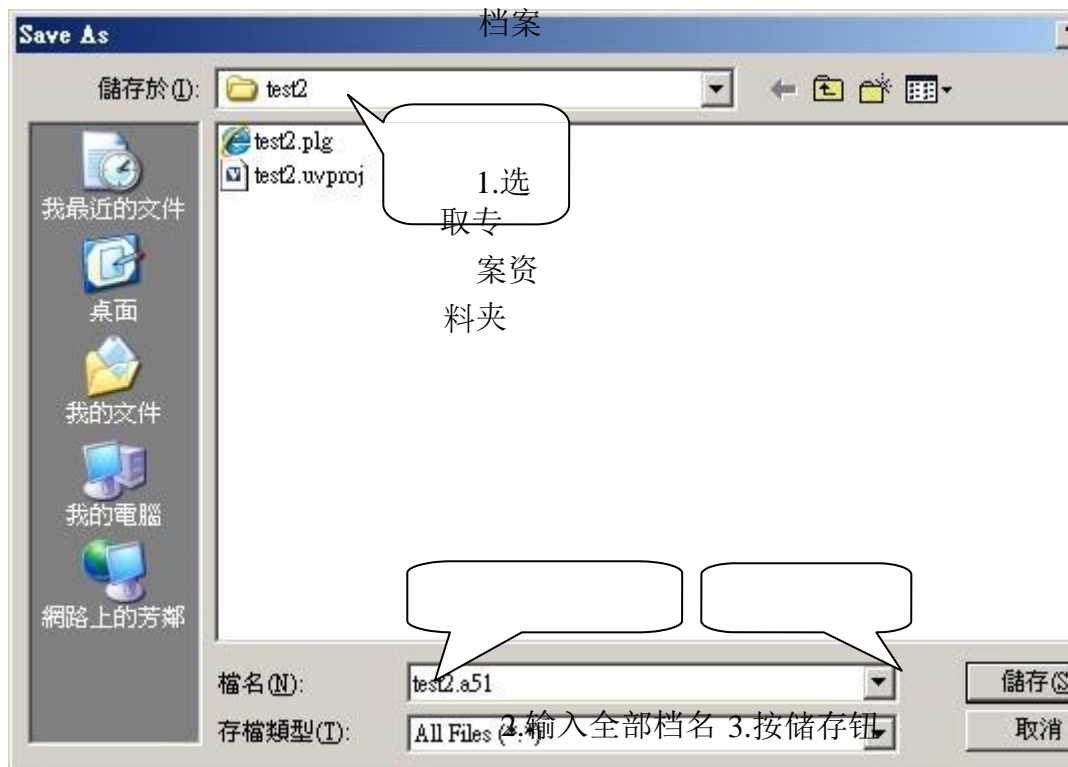 档案
Save As
儲存於(I): test2
test2.plg
test2.uvproj
1.选
取专
案资
料夹
我最近的文件
桌面
我的文件
我的電腦
網路上的芳鄰
檔名(N): test2.a51 儲存(S
存檔類型(T): All Files (*.*) 取消
2.输入全部档名 3.按储存钮